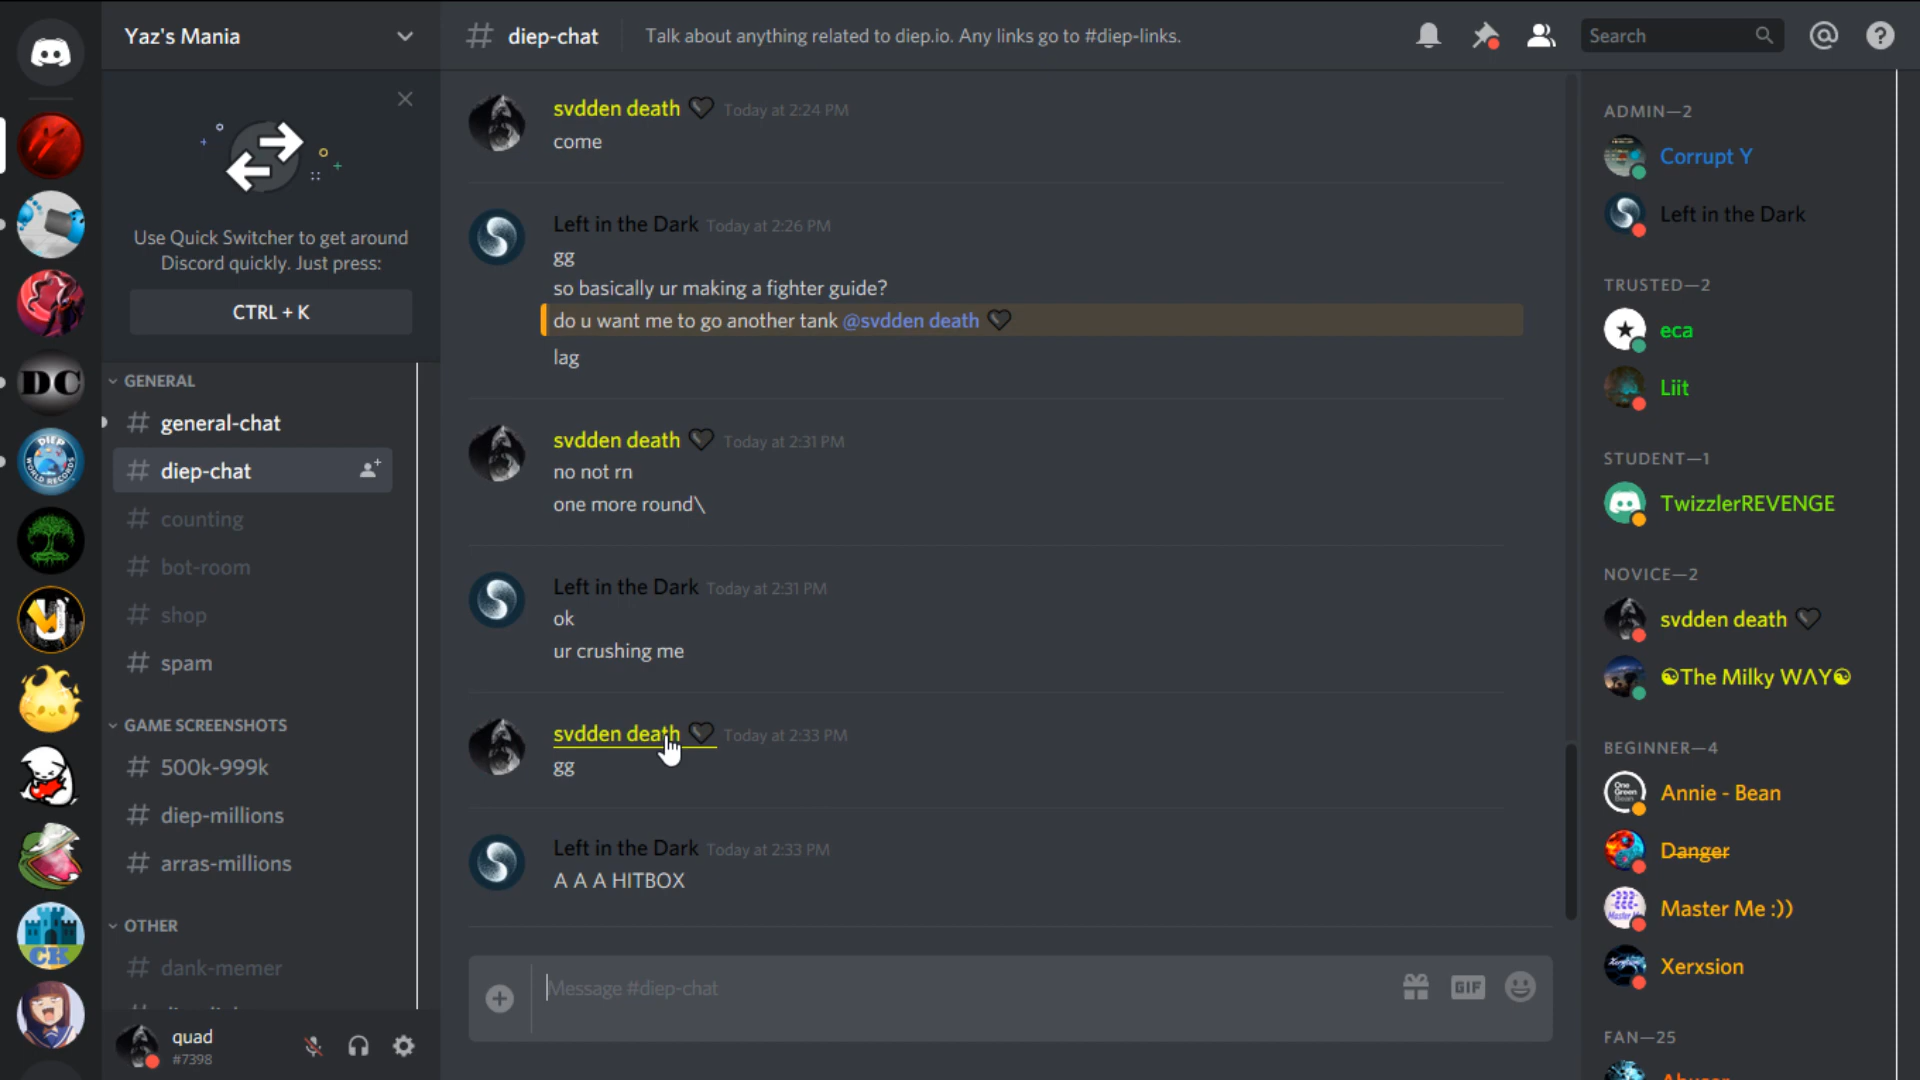 Yaz's Mania
Use Quick Switcher to get around
Discord quickly. Just press:
CTRL + K
GENERAL
# general-chat
# diep-chat
# counting
# bot-room
# shop
# spam
GAME SCREENSHOTS
# 500k-999k
# diep-millions
# arras-millions
OTHER
# dank-memer
quad
#7398
DC
DIEP
WORLD RECORDS
CK
# diep-chat
Talk about anything related to diep.io. Any links go to #diep-links.
Search
svdden death 🖤 Today at 2:24 PM
come
Left in the Dark Today at 2:26 PM
gg
so basically ur making a fighter guide?
do u want me to go another tank @svdden death 🖤
lag
svdden death 🖤 Today at 2:31 PM
no not rn
one more round\
Left in the Dark Today at 2:31 PM
ok
ur crushing me
svdden death 🖤 Today at 2:33 PM
gg
Left in the Dark Today at 2:33 PM
A A A HITBOX
Message #diep-chat
GIF
ADMIN—2
Corrupt Y
Left in the Dark
TRUSTED—2
eca
Liit
STUDENT—1
TwizzlerREVENGE
NOVICE—2
svdden death 🖤
☯The Milky WΛY☯
BEGINNER—4
Annie - Bean
Danger
Master Me :))
Xerxsion
FAN—25